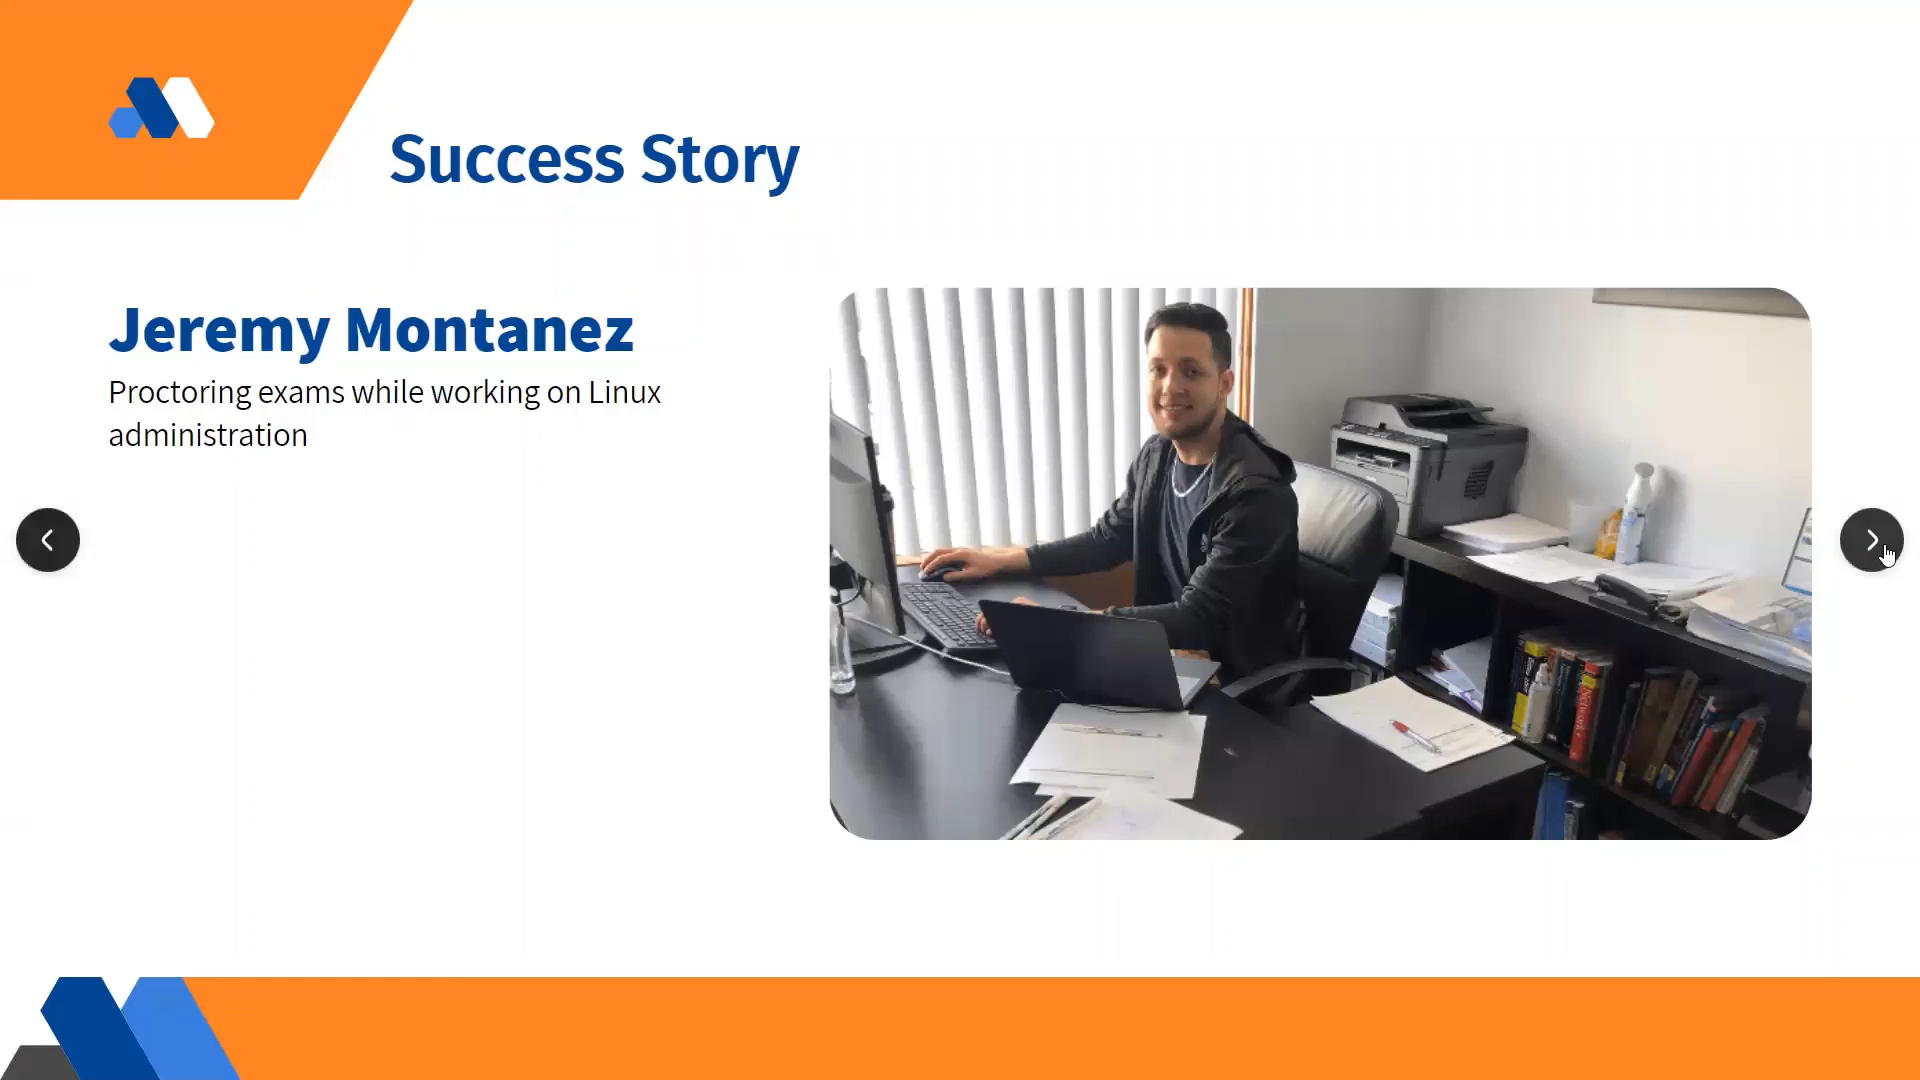 Success Story
Jeremy Montanez
Proctoring exams while working on Linux
administration